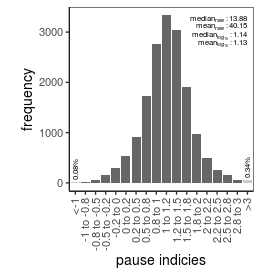 median_raw : 13.88
mean_raw : 40.15
median_log10 : 1.14
mean_log10 : 1.13
frequency
3000
2000
1000
0
0.08%
0.34%
<-1
-1 to -0.8
-0.8 to -0.5
-0.5 to -0.2
-0.2 to 0
0 to 0.2
0.2 to 0.5
0.5 to 0.8
0.8 to 1
1 to 1.2
1.2 to 1.5
1.5 to 1.8
1.8 to 2
2 to 2.2
2.2 to 2.5
2.5 to 2.8
2.8 to 3
>3
pause indicies